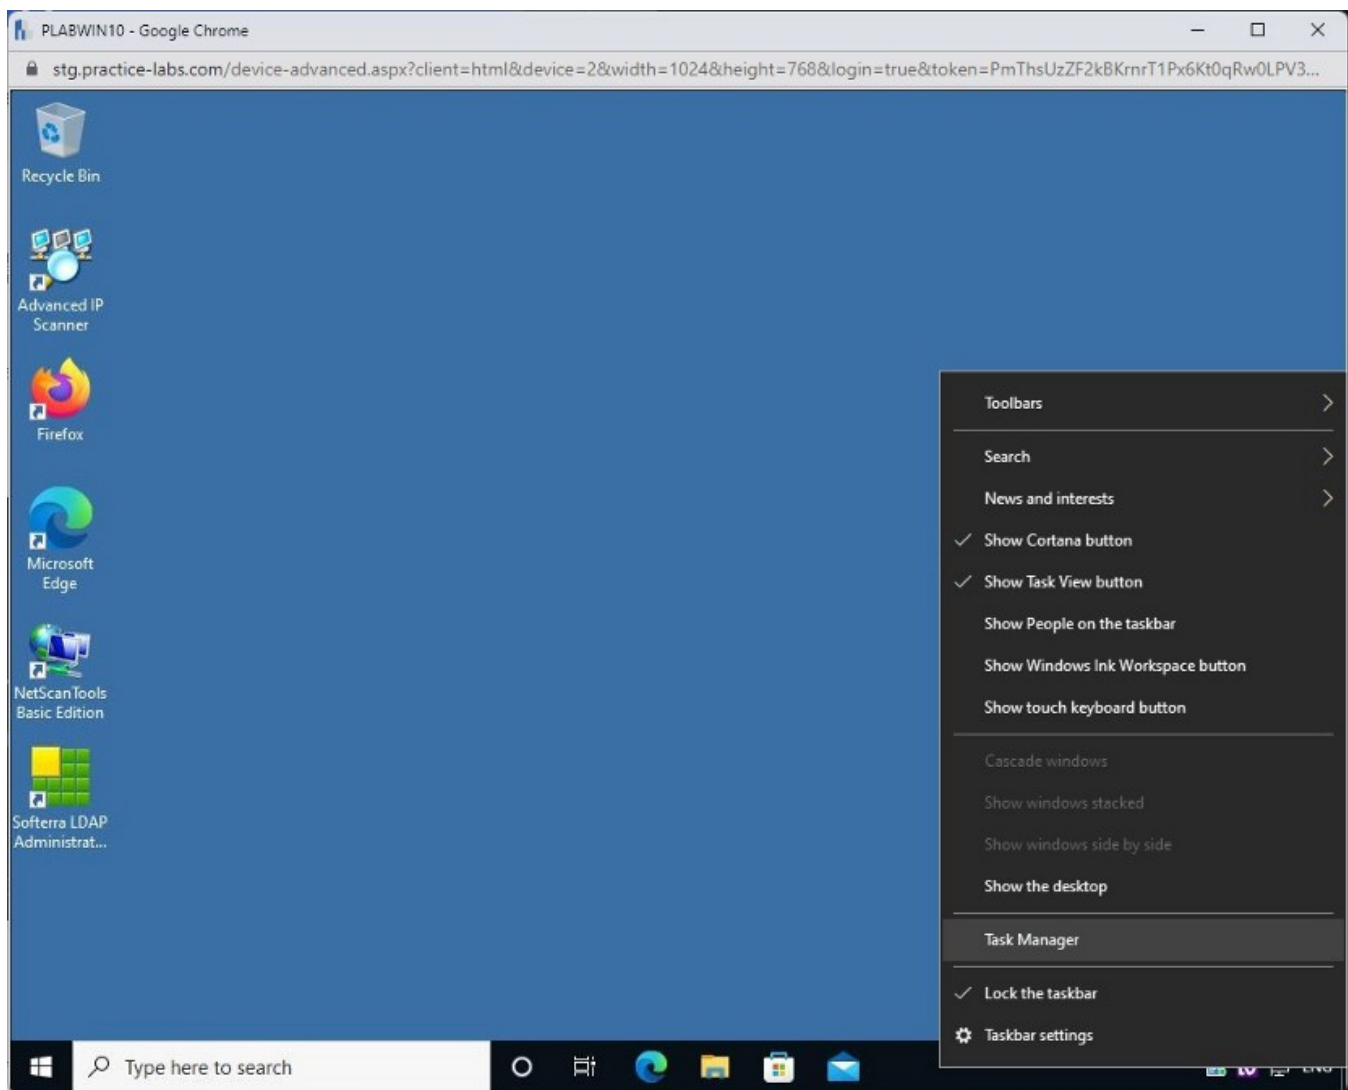 PLABWIN10 - Google Chrome
stg.practice-labs.com/device-advanced.aspx?client=html&device=2&width=1024&height=768&login=true&token=PmThsUzZF2kBKrnrT1Px6Kt0qRw0LPV3...
Recycle Bin
Advanced IP
Scanner
Firefox
Microsoft
Edge
NetScanTools
Basic Edition
Softerra LDAP
Administrat...
Toolbars
Search
News and interests
Show Cortana button
Show Task View button
Show People on the taskbar
Show Windows Ink Workspace button
Show touch keyboard button
Cascade windows
Show windows stacked
Show windows side by side
Show the desktop
Task Manager
Lock the taskbar
Taskbar settings
Type here to search
ENG